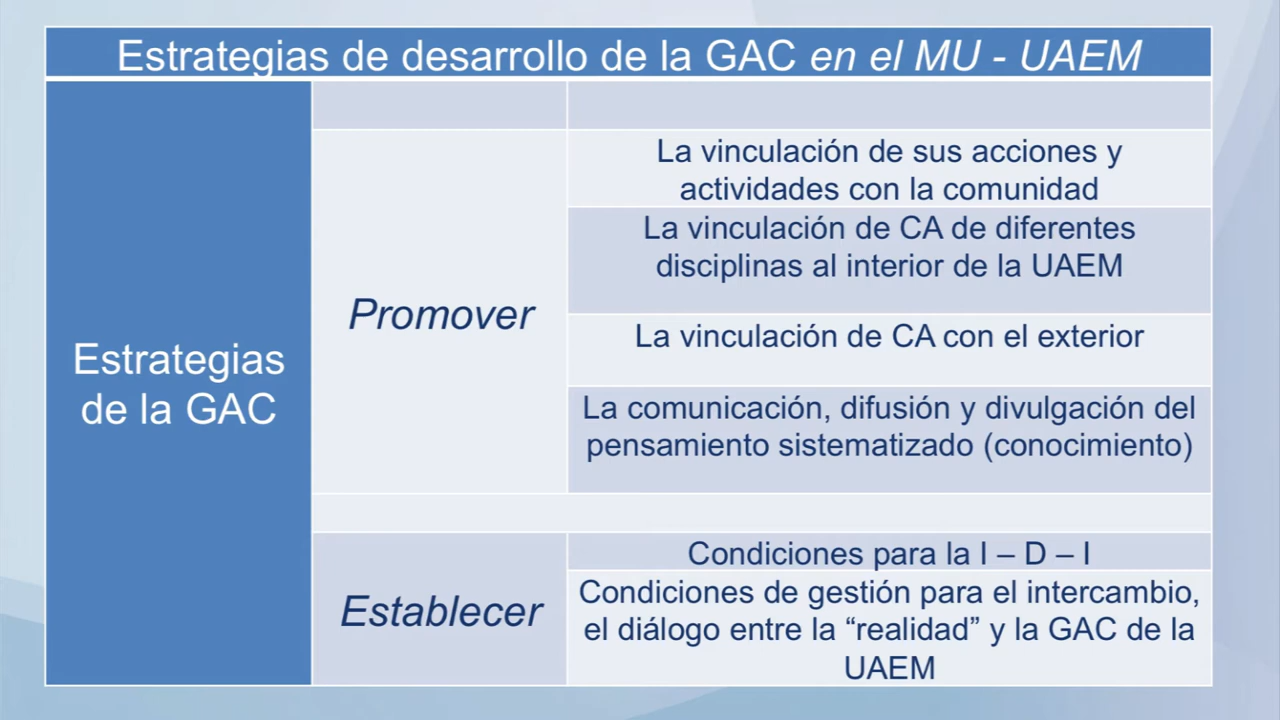 Estrategias de desarrollo de la GAC en el MU - UAEM
Estrategias
de la GAC
Promover
La vinculación de sus acciones y
actividades con la comunidad
La vinculación de CA de diferentes
disciplinas al interior de la UAEM
La vinculación de CA con el exterior
La comunicación, difusión y divulgación del
pensamiento sistematizado (conocimiento)
Establecer
Condiciones para la I – D – I
Condiciones de gestión para el intercambio,
el diálogo entre la “realidad” y la GAC de la
UAEM